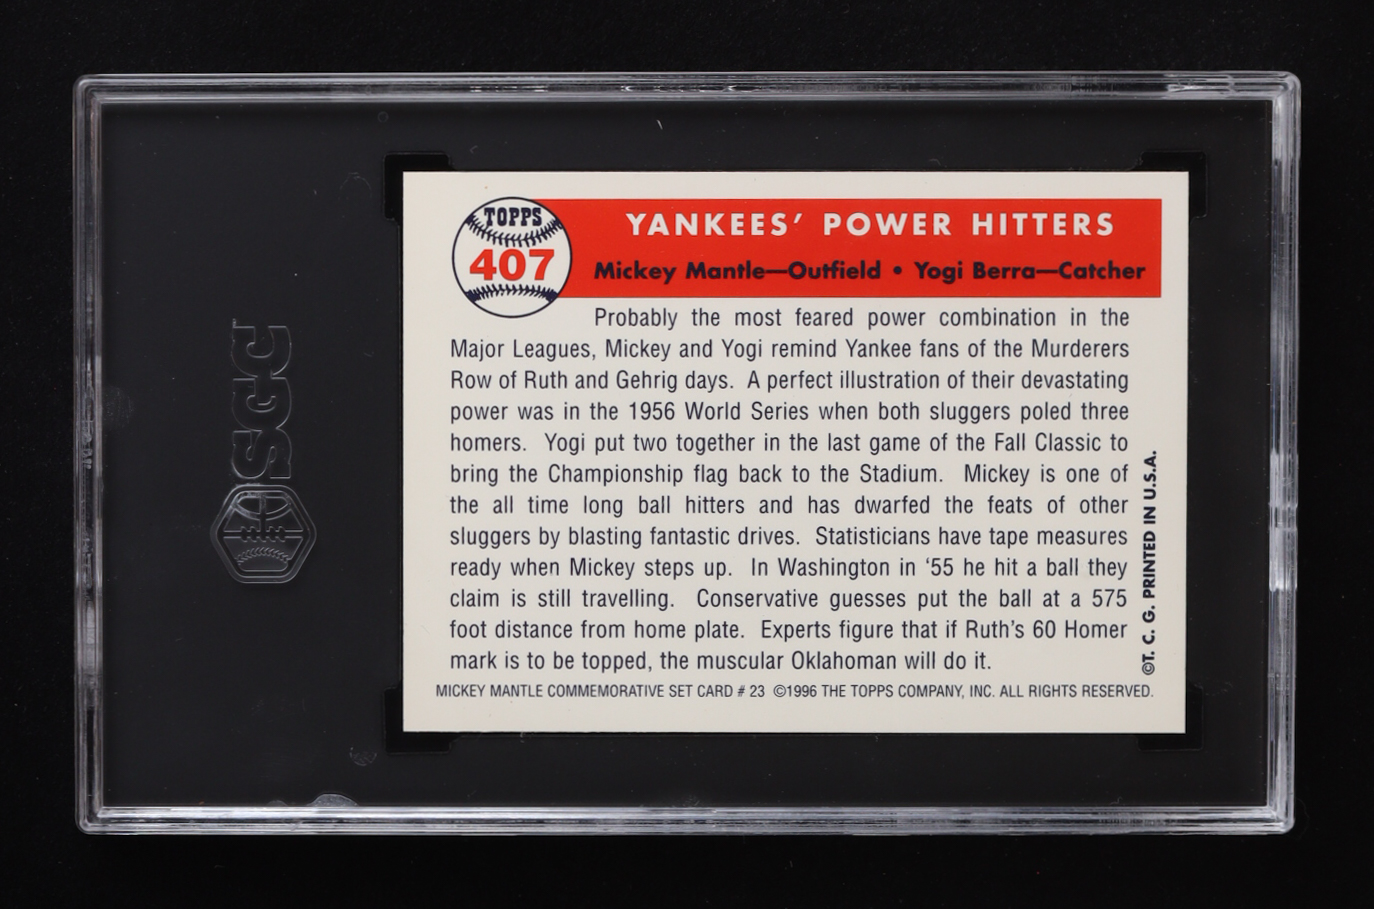 TOPPS
407
YANKEES’ POWER HITTERS
Mickey Mantle—Outfield • Yogi Berra—Catcher
Probably the most feared power combination in the
Major Leagues, Mickey and Yogi remind Yankee fans of the Murderers
Row of Ruth and Gehrig days. A perfect illustration of their devastating
power was in the 1956 World Series when both sluggers poled three
homers. Yogi put two together in the last game of the Fall Classic to
bring the Championship flag back to the Stadium. Mickey is one of
the all time long ball hitters and has dwarfed the feats of other
sluggers by blasting fantastic drives. Statisticians have tape measures
ready when Mickey steps up. In Washington in ‘55 he hit a ball they
claim is still travelling. Conservative guesses put the ball at a 575
foot distance from home plate. Experts figure that if Ruth’s 60 Homer
mark is to be topped, the muscular Oklahoman will do it.
MICKEY MANTLE COMMEMORATIVE SET CARD # 23 ©1996 THE TOPPS COMPANY, INC. ALL RIGHTS RESERVED.
©T. C. G. PRINTED IN U.S.A.
SGC